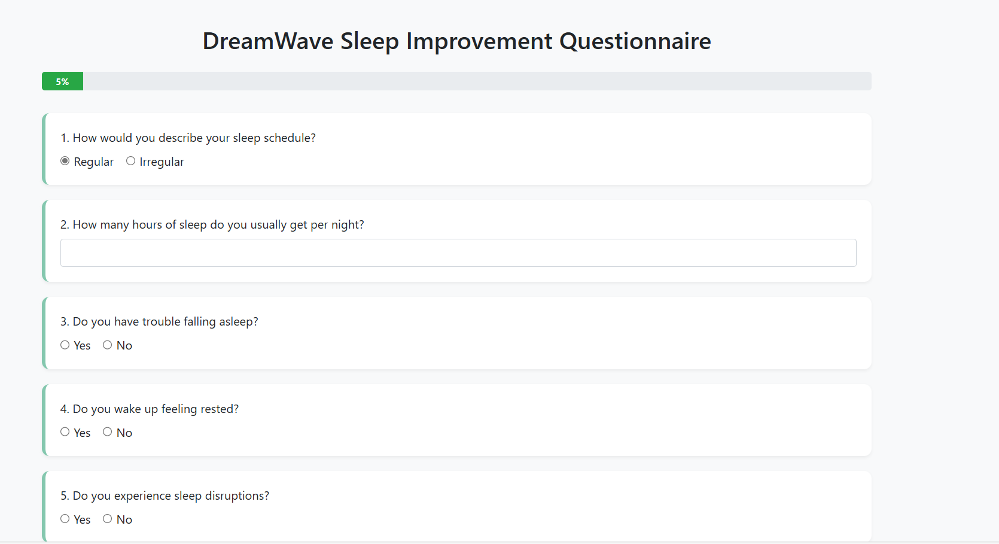 DreamWave Sleep Improvement Questionnaire
5%
1. How would you describe your sleep schedule?
Regular Irregular
2. How many hours of sleep do you usually get per night?
3. Do you have trouble falling asleep?
Yes No
4. Do you wake up feeling rested?
Yes No
5. Do you experience sleep disruptions?
Yes No